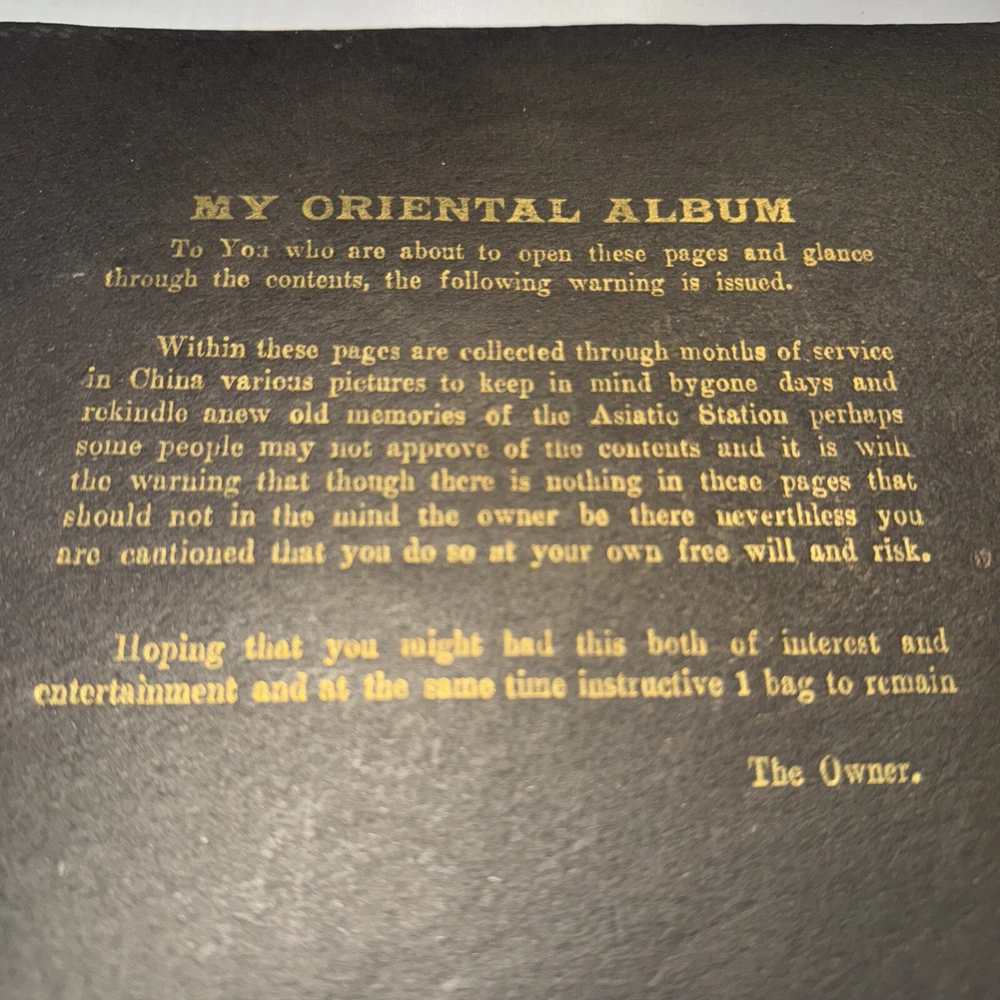 MY ORIENTAL ALBUM
To You who are about to open these pages and glance
through the contents, the following warning is issued.
Within these pages are collected through months of service
in China various pictures to keep in mind bygone days and
rekindle anew old memories of the Asiatic Station perhaps
some people may not approve of the contents and it is with
the warning that though there is nothing in these pages that
should not in the mind the owner be there neverthless you
are cautioned that you do so at your own free will and risk.
Hoping that you might had this both of interest and
entertainment and at the same time instructive 1 bag to remain
The Owner.